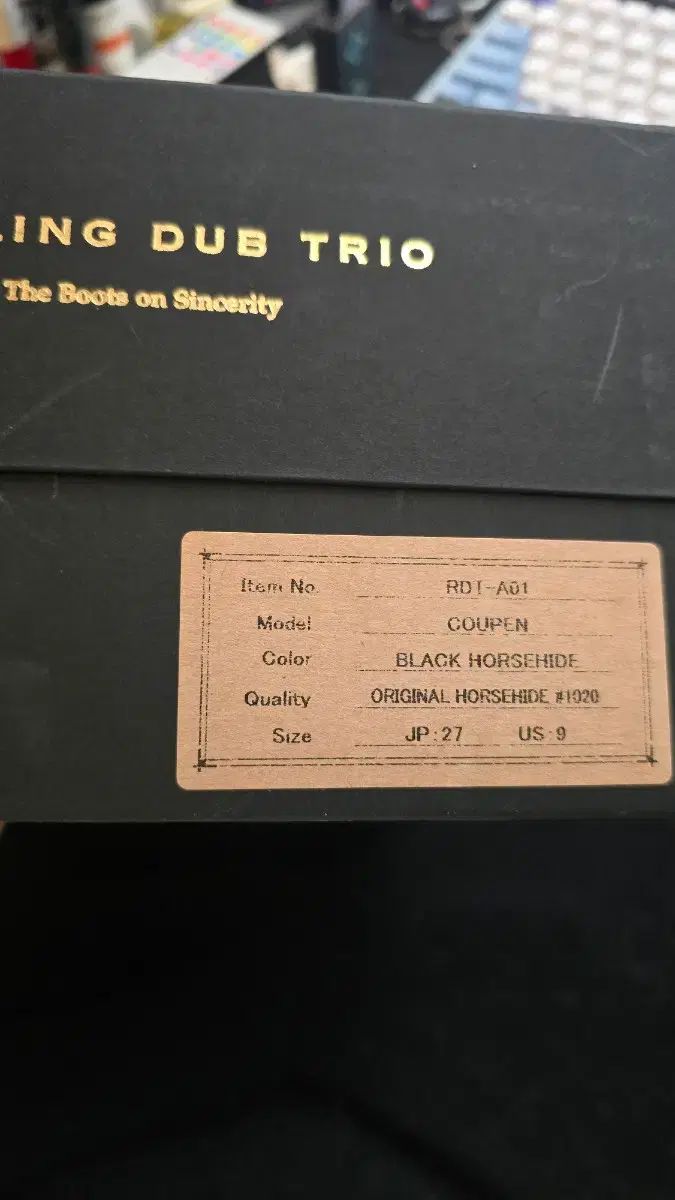 LING DUB TRIO
The Boots on Sincerity
Item No. RDT-A01
Model COUPEN
Color BLACK HORSEHIDE
Quality ORIGINAL HORSEHIDE #1020
Size JP:27 US:9